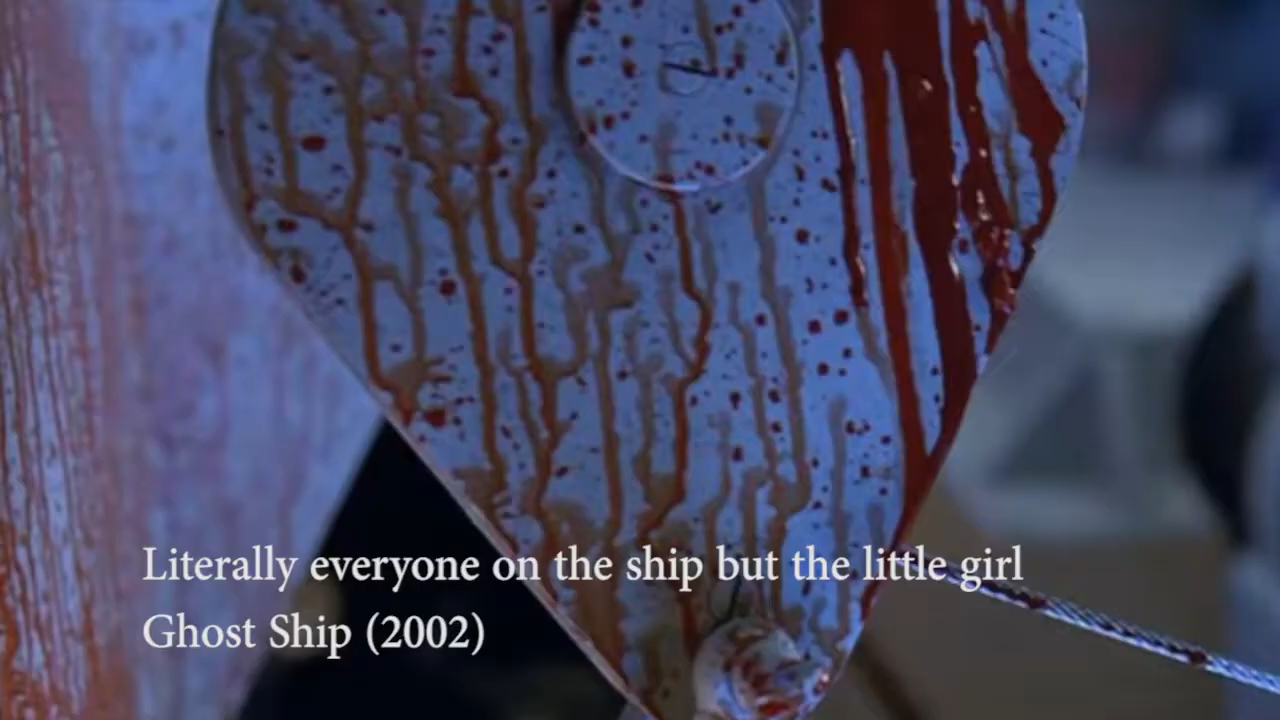 Literally everyone on the ship but the little girl
Ghost Ship (2002)